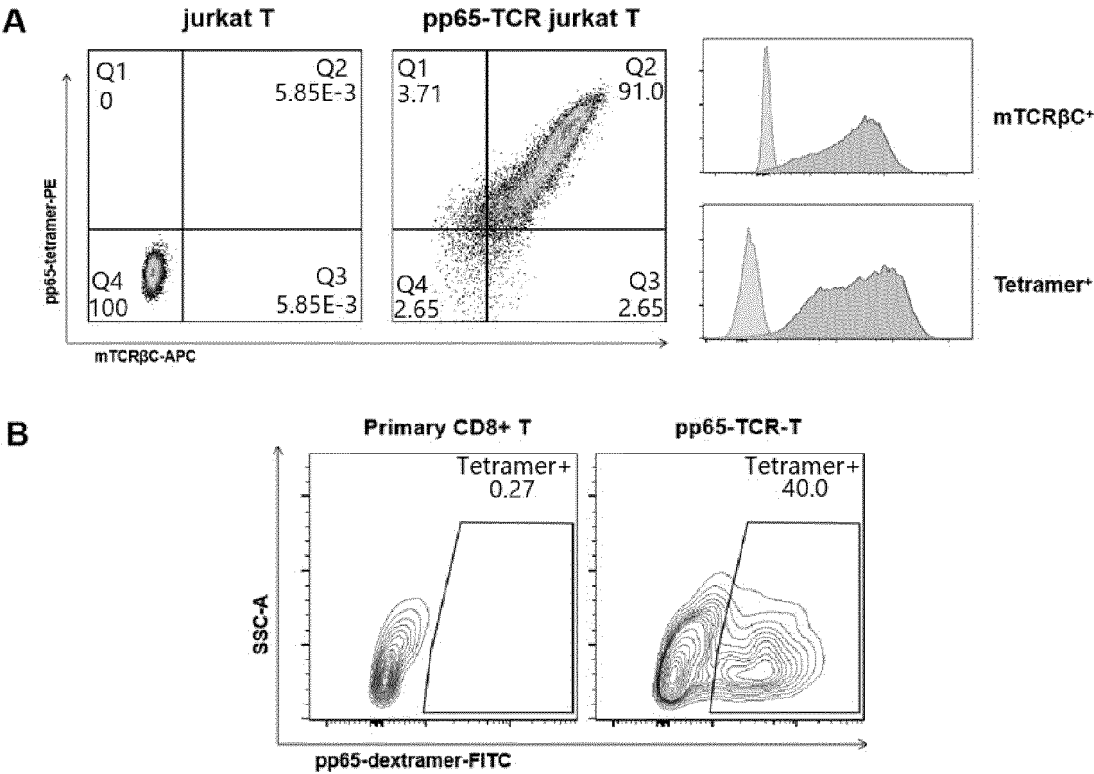 A
jurkat T
pp65-TCR jurkat T
Q1
0
Q2
5.85E-3
Q4
100
Q3
5.85E-3
Q1
3.71
Q2
91.0
Q4
2.65
Q3
2.65
pp65-tetramer-PE
mTCRβC-APC
mTCRβC+
Tetramer+
B
Primary CD8+ T
pp65-TCR-T
Tetramer+
0.27
Tetramer+
40.0
SSC-A
pp65-dextramer-FITC